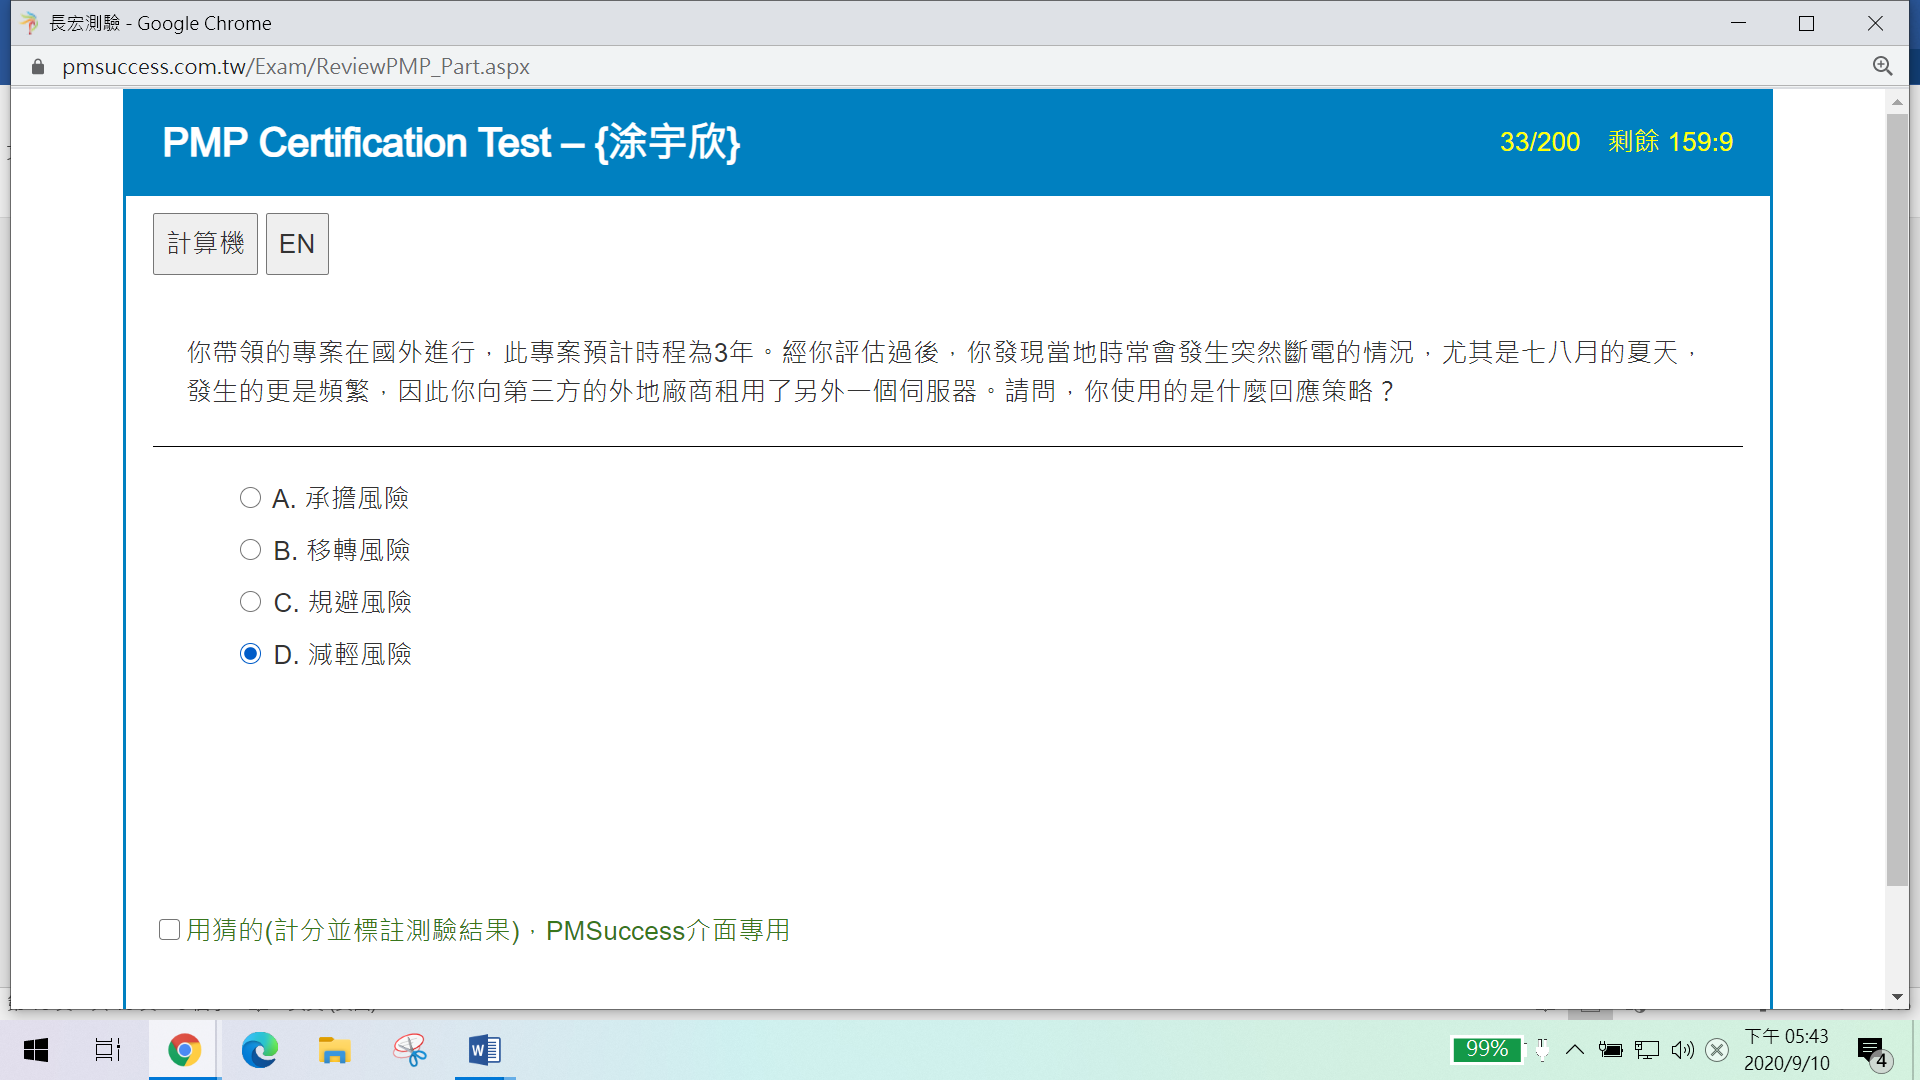 長宏測驗 - Google Chrome
pmsuccess.com.tw/Exam/ReviewPMP_Part.aspx
PMP Certification Test – {涂宇欣}
33/200 剩餘 159:9
計算機 EN
你帶領的專案在國外進行，此專案預計時程為3年。經你評估過後，你發現當地時常會發生突然斷電的情況，尤其是七八月的夏天，
發生的更是頻繁，因此你向第三方的外地廠商租用了另外一個伺服器。請問，你使用的是什麼回應策略？
A. 承擔風險
B. 移轉風險
C. 規避風險
D. 減輕風險
用猜的(計分並標註測驗結果)，PMSuccess介面專用
99%
下午 05:43
2020/9/10
4